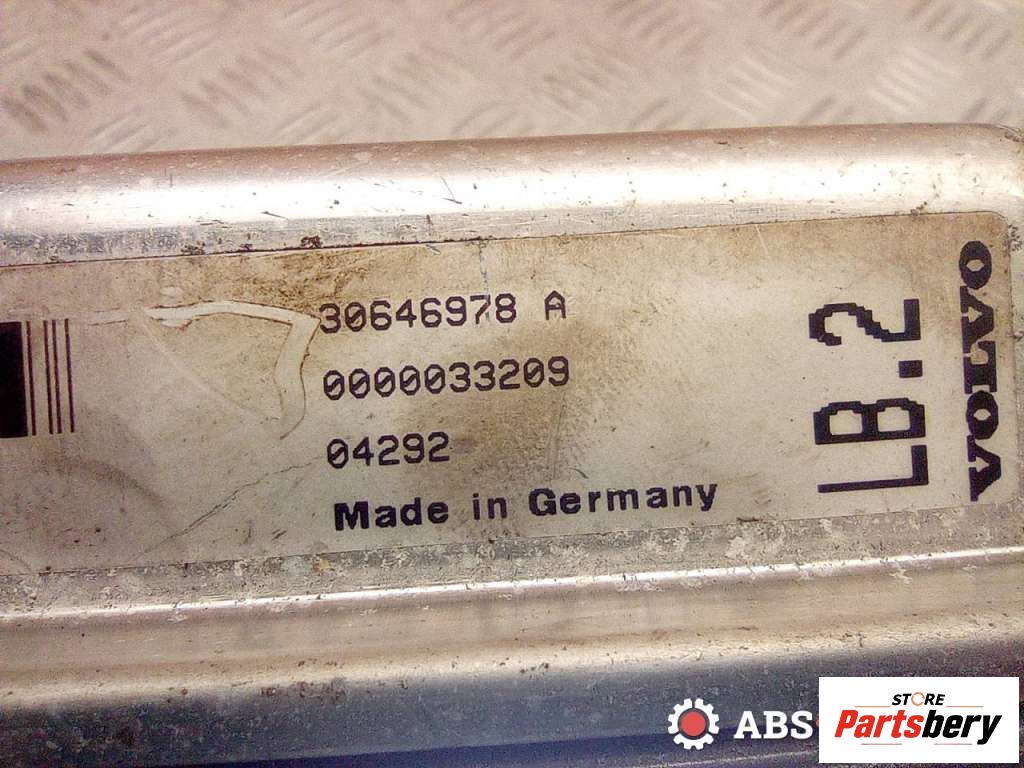 30646978 A
0000033209
04292
Made in Germany
LB.2
VOLVO
ABS
STORE
Partsbery